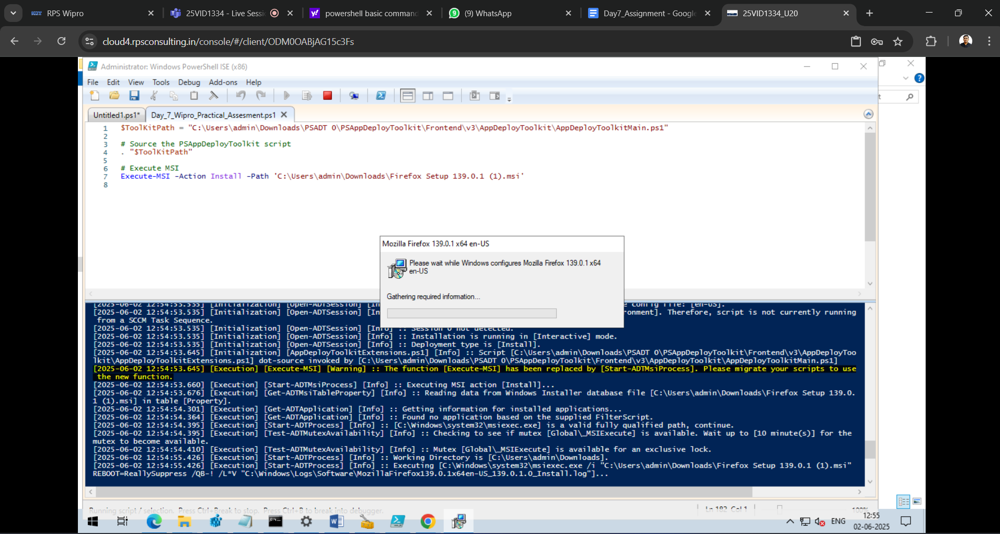 RPS Wipro
25VID1334 - Live Sessi
powershell basic comman
(9) WhatsApp
Day7_Assignment - Google
25VID1334_U20
cloud4.rpsconsulting.in/console/#/client/ODM0OABjAG15c3Fs
Administrator: Windows PowerShell ISE (x86)
File Edit View Tools Debug Add-ons Help
Untitled1.ps1*
Day_7_Wipro_Practical_Assesment.ps1
1 $ToolKitPath = "C:\Users\admin\Downloads\PSADT 0\PSAppDeployToolkit\Frontend\v3\AppDeployToolkit\AppDeployToolkitMain.ps1"
2
3 # Source the PSAppDeployToolkit script
4 . "$ToolKitPath"
5
6 # Execute MSI
7 Execute-MSI -Action Install -Path 'C:\Users\admin\Downloads\Firefox Setup 139.0.1 (1).msi'
8
Mozilla Firefox 139.0.1 x64 en-US
Please wait while Windows configures Mozilla Firefox 139.0.1 x64
en-US
Gathering required information...
[2025-06-02 12:54:53.535] [Initialization] [Open-ADTSession] [In e config file: [en-US].
[2025-06-02 12:54:53.535] [Initialization] [Open-ADTSession] [In ronment]. Therefore, script is not currently running
from a SCCM Task Sequence.
[2025-06-02 12:54:53.535] [Initialization] [Open-ADTSession] [Info] :: Session 0 not detected.
[2025-06-02 12:54:53.535] [Initialization] [Open-ADTSession] [Info] :: Installation is running in [Interactive] mode.
[2025-06-02 12:54:53.535] [Initialization] [Open-ADTSession] [Info] :: Deployment type is [Install].
[2025-06-02 12:54:53.645] [Initialization] [AppDeployToolkitExtensions.ps1] [Info] :: Script [C:\Users\admin\Downloads\PSADT 0\PSAppDeployToolkit\Frontend\v3\AppDeployToo
lkit\AppDeployToolkitExtensions.ps1] dot-source invoked by [C:\Users\admin\Downloads\PSADT 0\PSAppDeployToolkit\Frontend\v3\AppDeployToolkit\AppDeployToolkitMain.ps1]
[2025-06-02 12:54:53.645] [Execution] [Execute-MSI] [Warning] :: The function [Execute-MSI] has been replaced by [Start-ADTMsiProcess]. Please migrate your scripts to use
the new function.
[2025-06-02 12:54:53.660] [Execution] [Start-ADTMsiProcess] [Info] :: Executing MSI action [Install]...
[2025-06-02 12:54:53.676] [Execution] [Get-ADTMsiTableProperty] [Info] :: Reading data from Windows Installer database file [C:\Users\admin\Downloads\Firefox Setup 139.0.
1 (1).msi] in table [Property].
[2025-06-02 12:54:54.301] [Execution] [Get-ADTApplication] [Info] :: Getting information for installed applications...
[2025-06-02 12:54:54.364] [Execution] [Get-ADTApplication] [Info] :: Found no application based on the supplied FilterScript.
[2025-06-02 12:54:54.395] [Execution] [Start-ADTProcess] [Info] :: [C:\Windows\system32\msiexec.exe] is a valid fully qualified path, continue.
[2025-06-02 12:54:54.395] [Execution] [Test-ADTMutexAvailability] [Info] :: Checking to see if mutex [Global\_MSIExecute] is available. Wait up to [10 minute(s)] for the
mutex to become available.
[2025-06-02 12:54:54.410] [Execution] [Test-ADTMutexAvailability] [Info] :: Mutex [Global\_MSIExecute] is available for an exclusive lock.
[2025-06-02 12:54:55.426] [Execution] [Start-ADTProcess] [Info] :: Working Directory is [C:\Users\admin\Downloads].
[2025-06-02 12:54:55.426] [Execution] [Start-ADTProcess] [Info] :: Executing [C:\Windows\system32\msiexec.exe /i "C:\Users\admin\Downloads\Firefox Setup 139.0.1 (1).msi"
REBOOT=ReallySuppress /QB-! /L*V "C:\Windows\Logs\Software\MozillaFirefox139.0.1x64en-US_139.0.1.0_Install.log"]...
Running script / selection. Press Ctrl+Break to stop. Press Ctrl+B to break into debugger.
Ln 182 Col 1
100%
ENG
12:55
02-06-2025